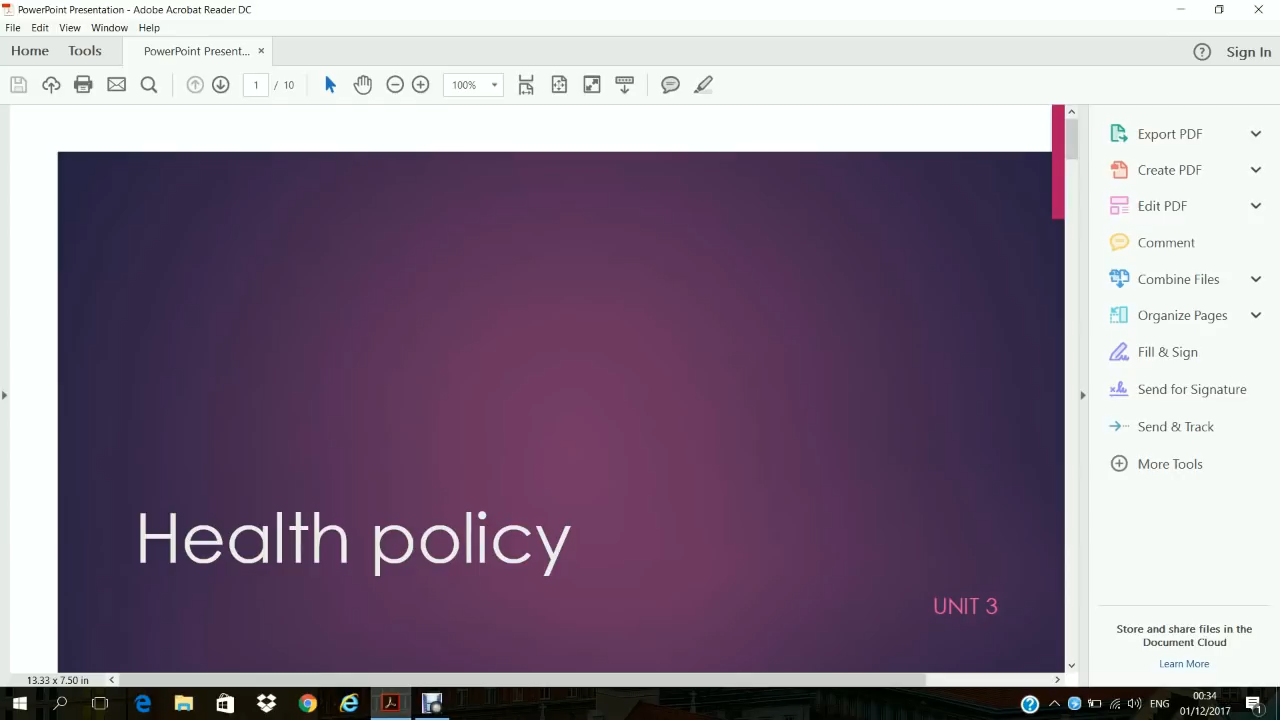 PowerPoint Presentation - Adobe Acrobat Reader DC
File Edit View Window Help
Home Tools PowerPoint Present... × Sign In
1 / 10 100%
Export PDF
Create PDF
Edit PDF
Comment
Combine Files
Organize Pages
Fill & Sign
Send for Signature
Send & Track
More Tools
Health policy
UNIT 3
Store and share files in the
Document Cloud
Learn More
13.33 x 7.50 in
ENG
00:34
01/12/2017